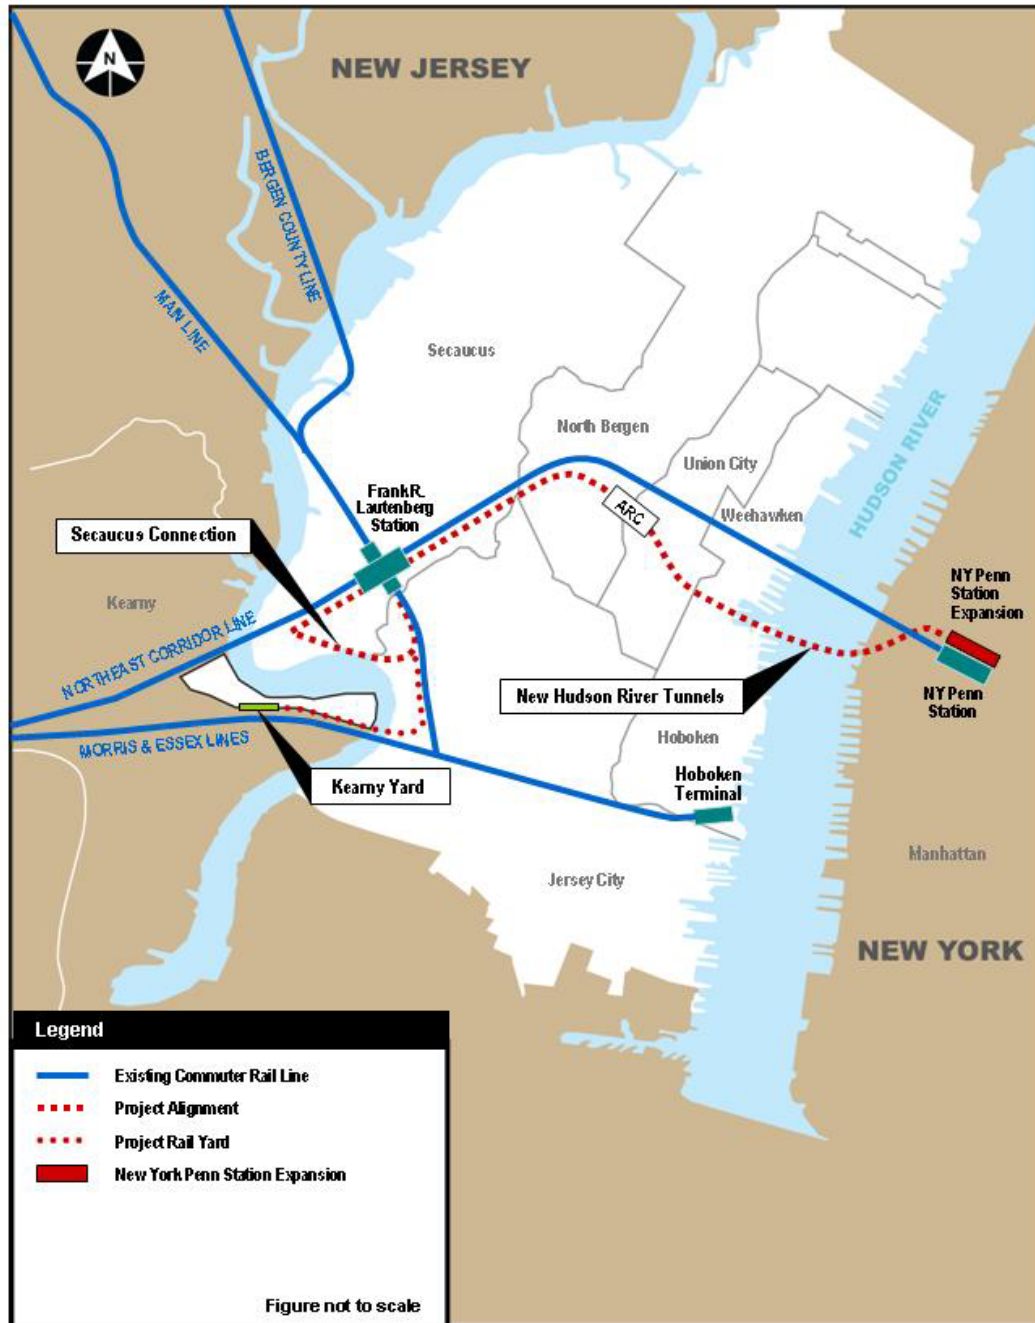 N
NEW JERSEY
BERGEN COUNTY LINE
MAIN LINE
Secaucus
North Bergen
Union City
Weehawken
HUDSON RIVER
Frank R.
Lautenberg
Station
ARC
Secaucus Connection
Kearny
NY Penn
Station
Expansion
NORTHEAST CORRIDOR LINE
New Hudson River Tunnels
NY Penn
Station
MORRIS & ESSEX LINES
Hoboken
Kearny Yard
Hoboken
Terminal
Manhattan
Jersey City
NEW YORK
Legend
Existing Commuter Rail Line
Project Alignment
Project Rail Yard
New York Penn Station Expansion
Figure not to scale